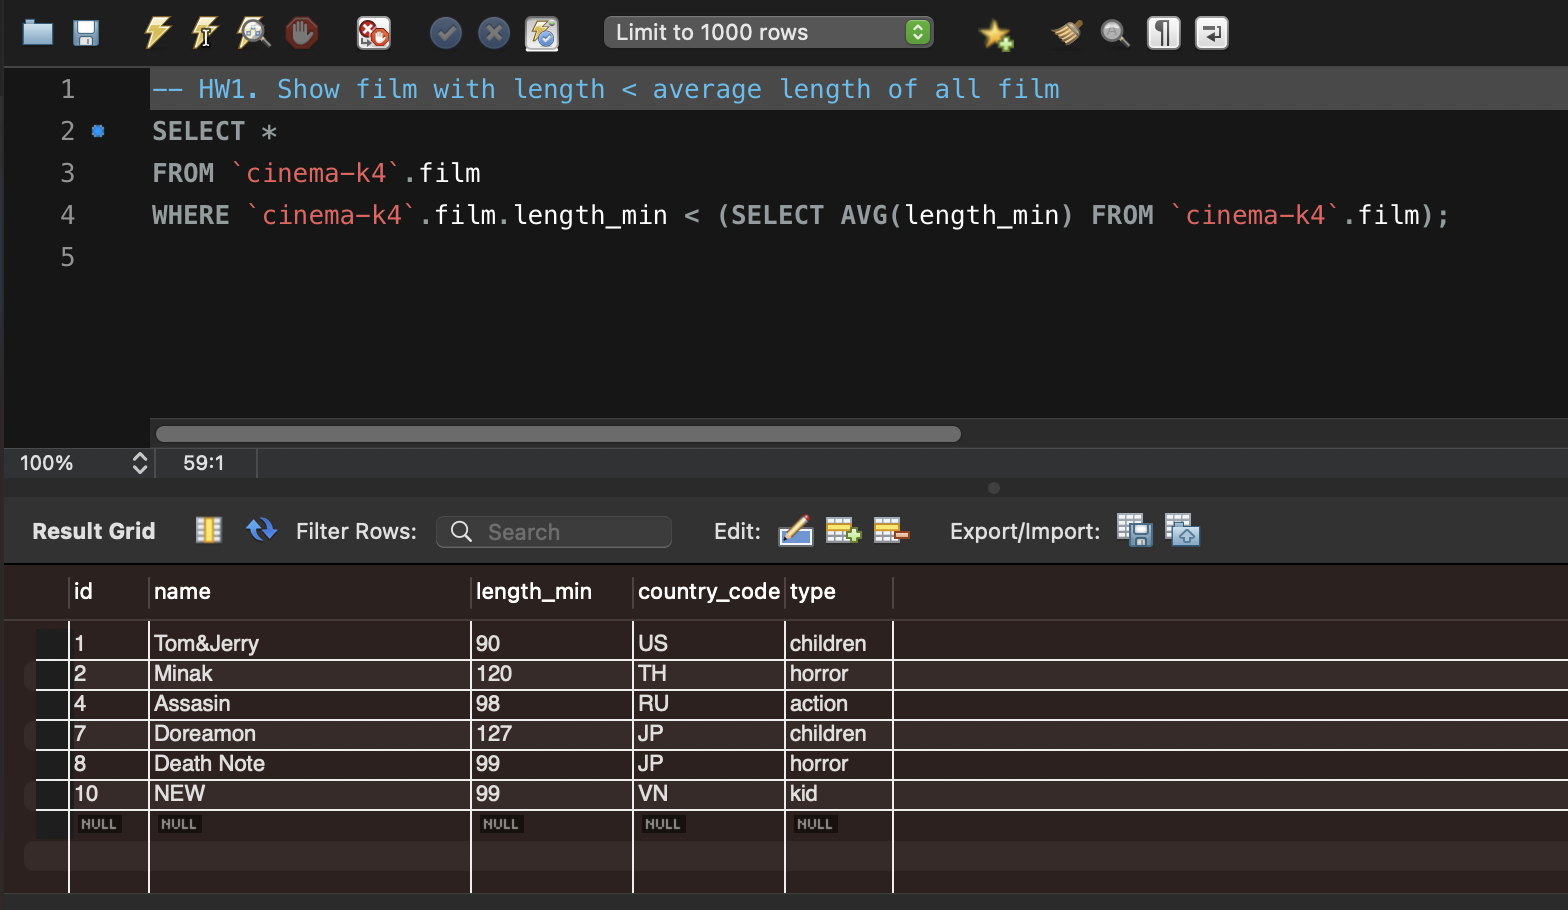 Limit to 1000 rows
1 -- HW1. Show film with length < average length of all film
2 SELECT *
3 FROM `cinema-k4`.film
4 WHERE `cinema-k4`.film.length_min < (SELECT AVG(length_min) FROM `cinema-k4`.film);
5
100% 59:1
Result Grid Filter Rows: Search Edit: Export/Import:
id name length_min country_code type
1 Tom&Jerry 90 US children
2 Minak 120 TH horror
4 Assasin 98 RU action
7 Doreamon 127 JP children
8 Death Note 99 JP horror
10 NEW 99 VN kid
NULL NULL NULL NULL NULL